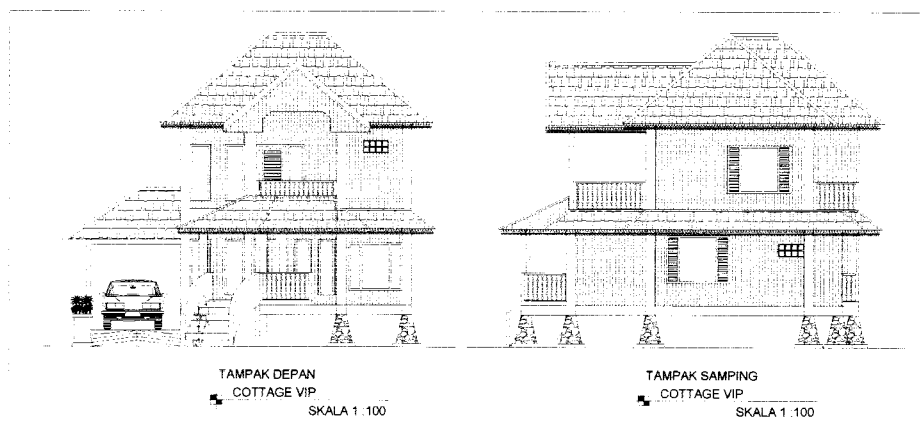 TAMPAK DEPAN
COTTAGE VIP
SKALA 1 :100
TAMPAK SAMPING
COTTAGE VIP
SKALA 1 :100